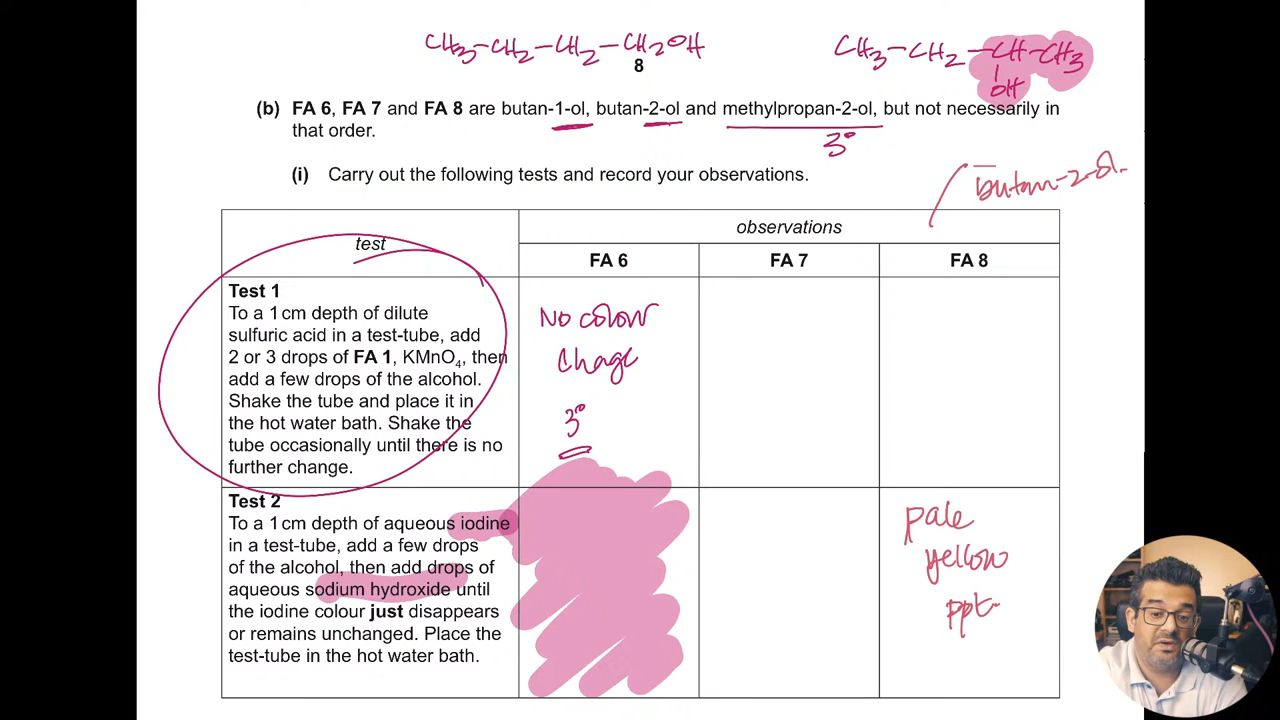 CH3-CH2-CH2-CH2OH
CH3-CH2-CH-CH3
OH
8
(b) FA 6, FA 7 and FA 8 are butan-1-ol, butan-2-ol and methylpropan-2-ol, but not necessarily in
that order.
3°
(i) Carry out the following tests and record your observations.
butan-2-ol.
test
observations
FA 6 FA 7 FA 8
Test 1
To a 1 cm depth of dilute
sulfuric acid in a test-tube, add
2 or 3 drops of FA 1, KMnO4, then
add a few drops of the alcohol.
Shake the tube and place it in
the hot water bath. Shake the
tube occasionally until there is no
further change.
No colour
chage
3°
Test 2
To a 1 cm depth of aqueous iodine
in a test-tube, add a few drops
of the alcohol, then add drops of
aqueous sodium hydroxide until
the iodine colour just disappears
or remains unchanged. Place the
test-tube in the hot water bath.
pale
yellow
ppt.